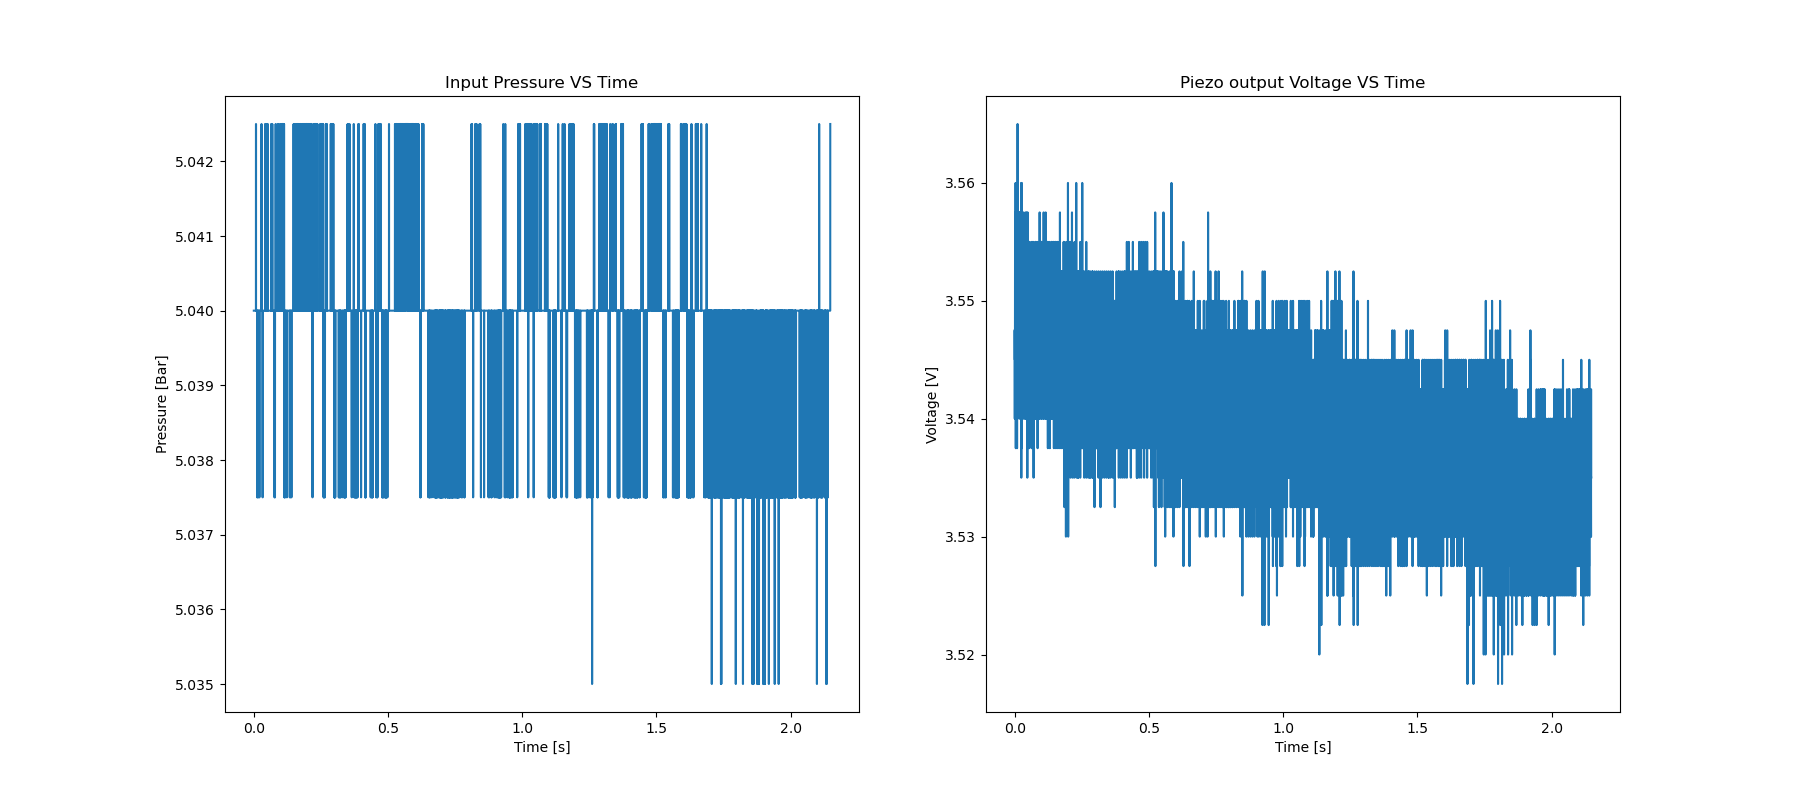 Input Pressure VS Time
5.042
5.041
5.040
5.039
5.038
5.037
5.036
5.035
Pressure [Bar]
0.0 0.5 1.0 1.5 2.0
Time [s]
Piezo output Voltage VS Time
3.56
3.55
3.54
3.53
3.52
Voltage [V]
0.0 0.5 1.0 1.5 2.0
Time [s]